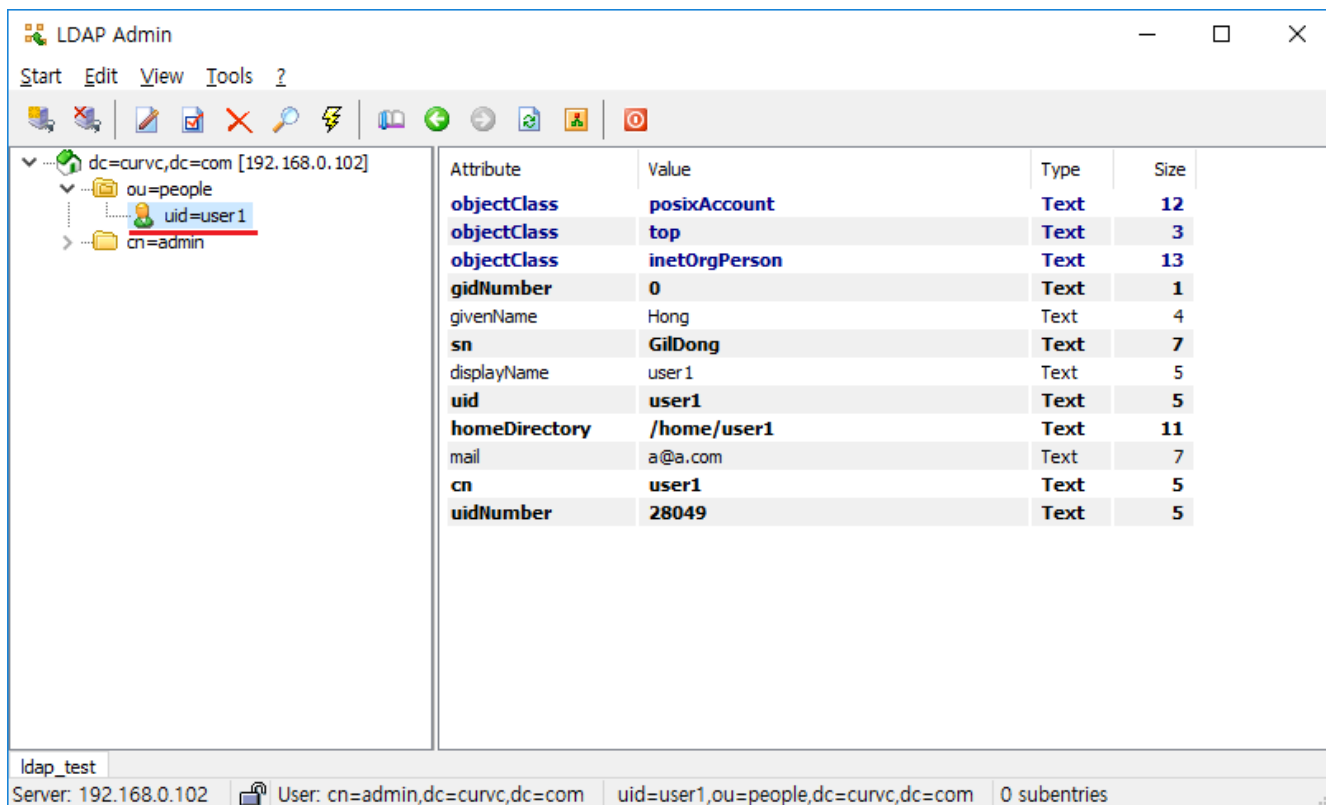 LDAP Admin
Start Edit View Tools ?
dc=curvc,dc=com [192.168.0.102]
ou=people
uid=user1
cn=admin
Attribute Value Type Size
objectClass posixAccount Text 12
objectClass top Text 3
objectClass inetOrgPerson Text 13
gidNumber 0 Text 1
givenName Hong Text 4
sn GilDong Text 7
displayName user1 Text 5
uid user1 Text 5
homeDirectory /home/user1 Text 11
mail a@a.com Text 7
cn user1 Text 5
uidNumber 28049 Text 5
ldap_test
Server: 192.168.0.102 User: cn=admin,dc=curvc,dc=com uid=user1,ou=people,dc=curvc,dc=com 0 subentries